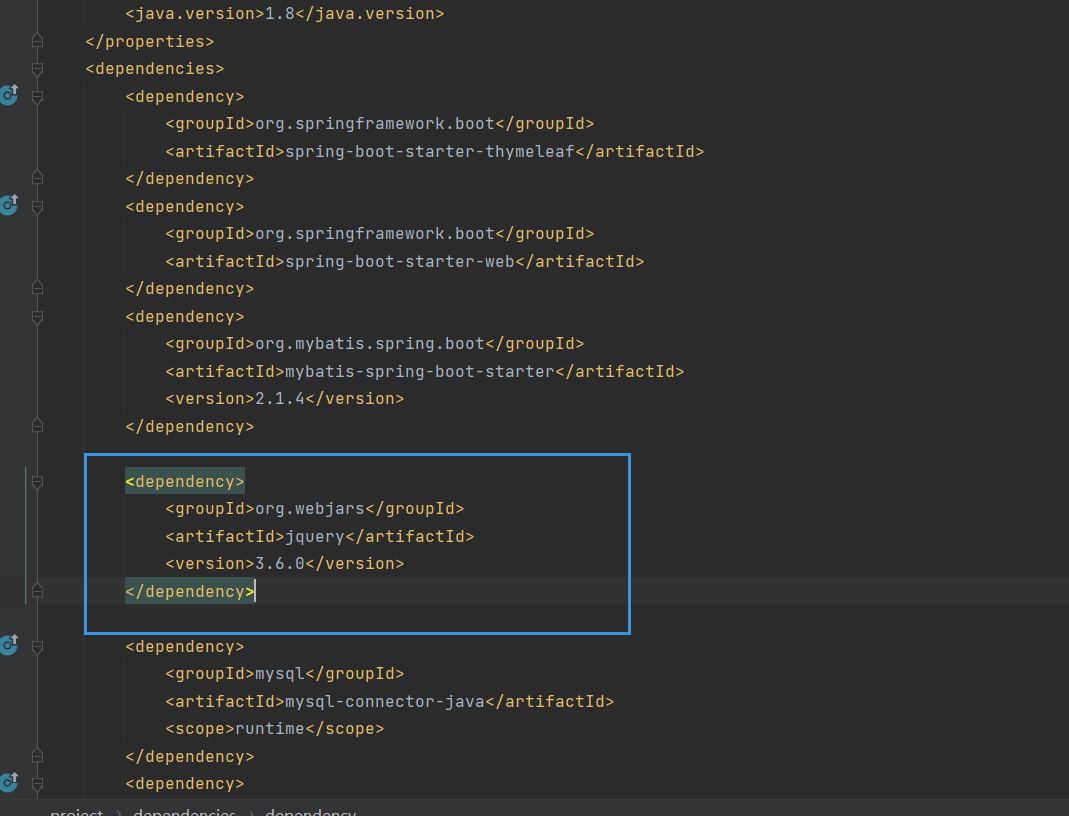 <java.version>1.8</java.version>
</properties>
<dependencies>
<dependency>
<groupId>org.springframework.boot</groupId>
<artifactId>spring-boot-starter-thymeleaf</artifactId>
</dependency>
<dependency>
<groupId>org.springframework.boot</groupId>
<artifactId>spring-boot-starter-web</artifactId>
</dependency>
<dependency>
<groupId>org.mybatis.spring.boot</groupId>
<artifactId>mybatis-spring-boot-starter</artifactId>
<version>2.1.4</version>
</dependency>
<dependency>
<groupId>org.webjars</groupId>
<artifactId>jquery</artifactId>
<version>3.6.0</version>
</dependency>
<dependency>
<groupId>mysql</groupId>
<artifactId>mysql-connector-java</artifactId>
<scope>runtime</scope>
</dependency>
<dependency>
project › dependencies › dependency